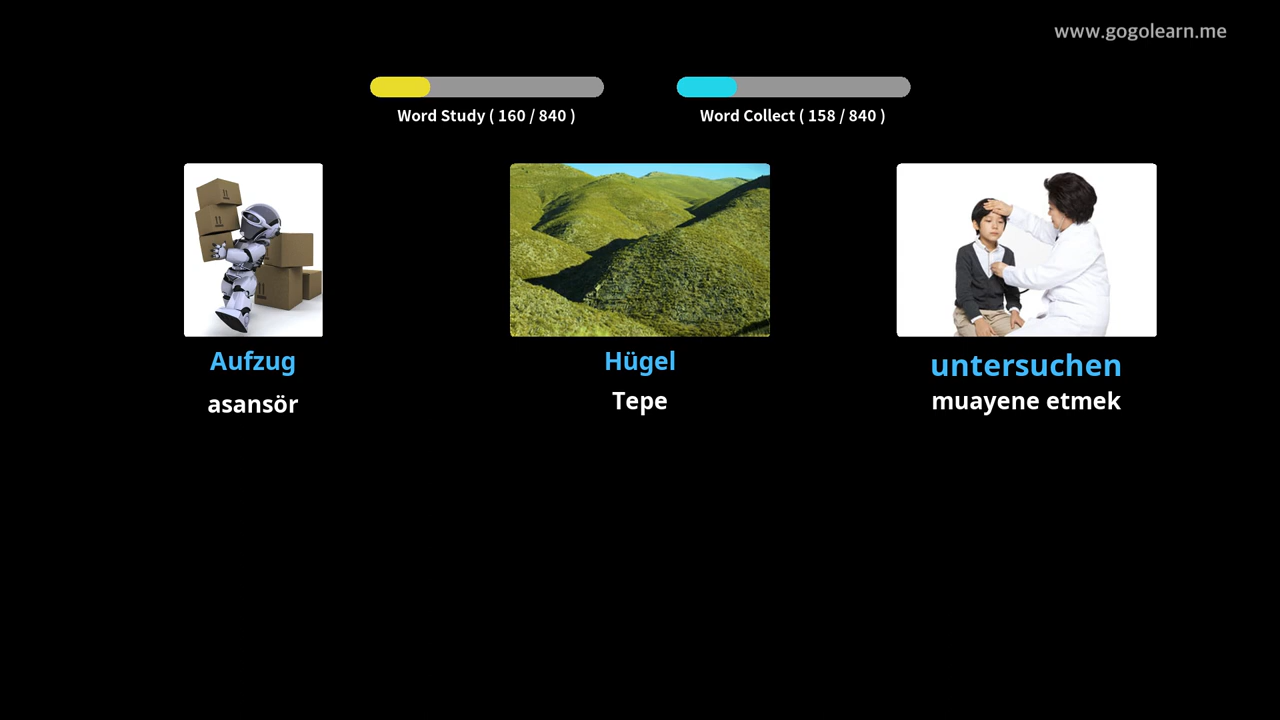 www.gogolearn.me
Word Study ( 160 / 840 )
Word Collect ( 158 / 840 )
Aufzug
asansör
Hügel
Tepe
untersuchen
muayene etmek